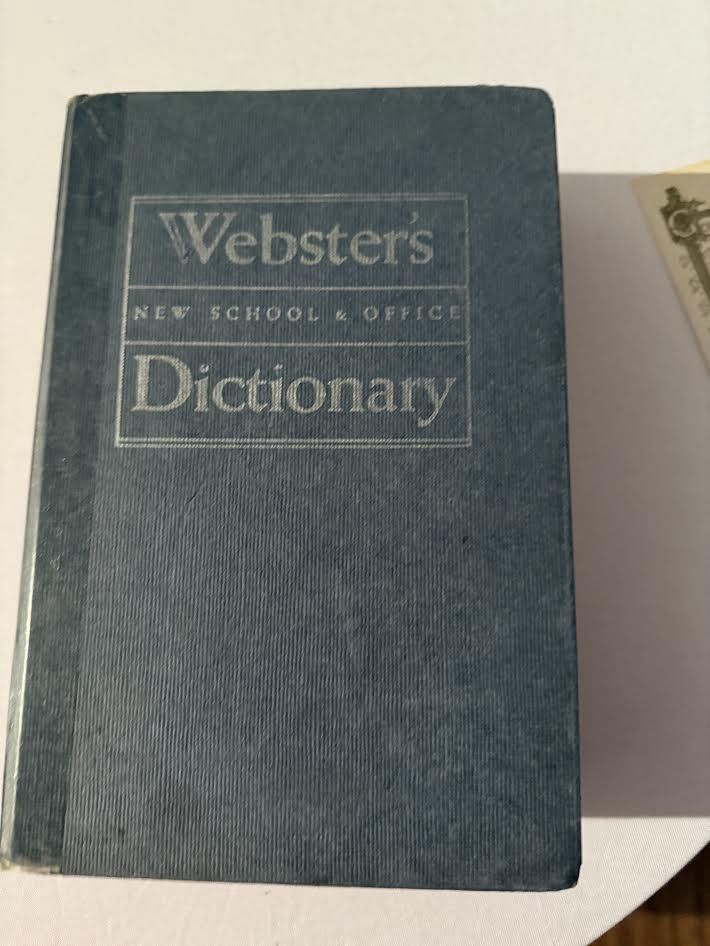 Webster's
NEW SCHOOL & OFFICE
Dictionary